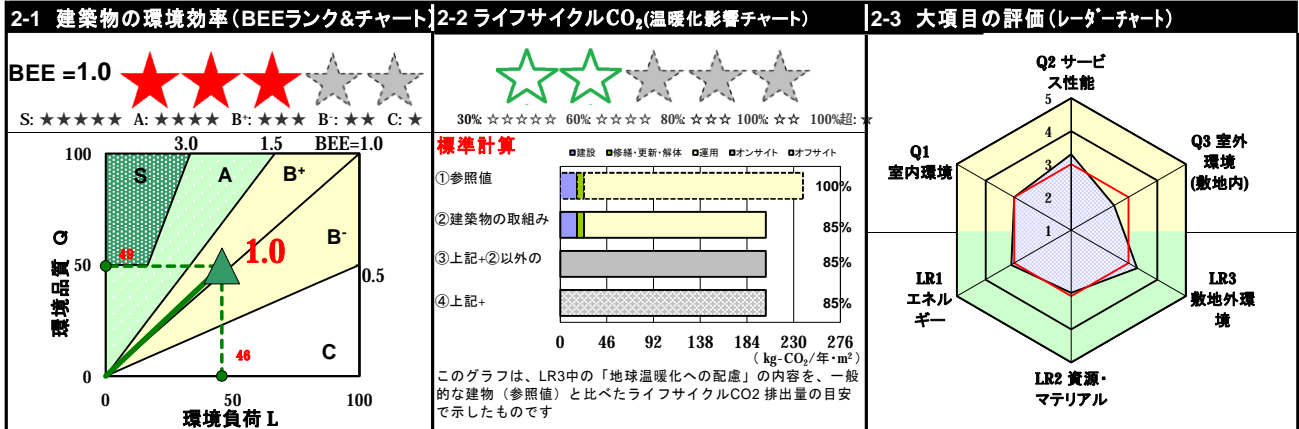 2-1 建築物の環境効率(BEEランク&チャート)
BEE =1.0
S: ★★★★★ A: ★★★★ B+: ★★★ B-: ★★ C: ★
3.0 1.5 BEE=1.0
100
S A B+
B-
環境品質 Q
49
1.0
50
0.5
46
C
0
0 50 100
環境負荷 L
2-2 ライフサイクルCO2(温暖化影響チャート)
30%: ☆☆☆☆☆ 60%: ☆☆☆☆ 80%: ☆☆☆ 100%: ☆☆ 100%超: ★
標準計算
建設 修繕・更新・解体 運用 オンサイト オフサイト
①参照値 100%
②建築物の取組み 85%
③上記+②以外の 85%
④上記+ 85%
0 46 92 138 184 230 276
( kg-CO2/年・m²)
このグラフは、LR3中の「地球温暖化への配慮」の内容を、一般
的な建物(参照値)と比べたライフサイクルCO2 排出量の目安
で示したものです
2-3 大項目の評価(レーダーチャート)
Q2 サービ
ス性能
5
4
3
2
1
Q1
室内環境
Q3 室外
環境
(敷地内)
LR1
エネル
ギー
LR3
敷地外環
境
LR2 資源・
マテリアル